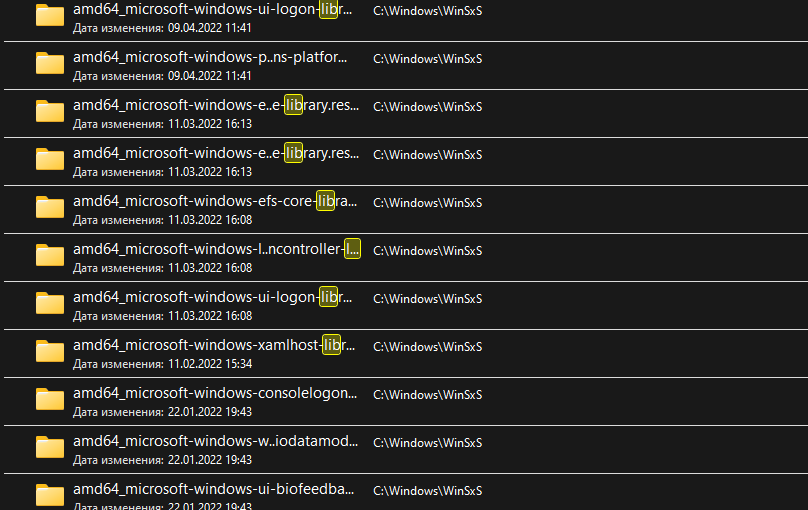 amd64_microsoft-windows-ui-logon-libr... C:\Windows\WinSxS
Дата изменения: 09.04.2022 11:41
amd64_microsoft-windows-p..ns-platfor... C:\Windows\WinSxS
Дата изменения: 09.04.2022 11:41
amd64_microsoft-windows-e..e-library.res... C:\Windows\WinSxS
Дата изменения: 11.03.2022 16:13
amd64_microsoft-windows-e..e-library.res... C:\Windows\WinSxS
Дата изменения: 11.03.2022 16:13
amd64_microsoft-windows-efs-core-libra... C:\Windows\WinSxS
Дата изменения: 11.03.2022 16:08
amd64_microsoft-windows-l..ncontroller-l... C:\Windows\WinSxS
Дата изменения: 11.03.2022 16:08
amd64_microsoft-windows-ui-logon-libr... C:\Windows\WinSxS
Дата изменения: 11.03.2022 16:08
amd64_microsoft-windows-xamlhost-libr... C:\Windows\WinSxS
Дата изменения: 11.02.2022 15:34
amd64_microsoft-windows-consolelogon... C:\Windows\WinSxS
Дата изменения: 22.01.2022 19:43
amd64_microsoft-windows-w..iodatamod... C:\Windows\WinSxS
Дата изменения: 22.01.2022 19:43
amd64_microsoft-windows-ui-biofeedba... C:\Windows\WinSxS
Дата изменения: 22.01.2022 19:43